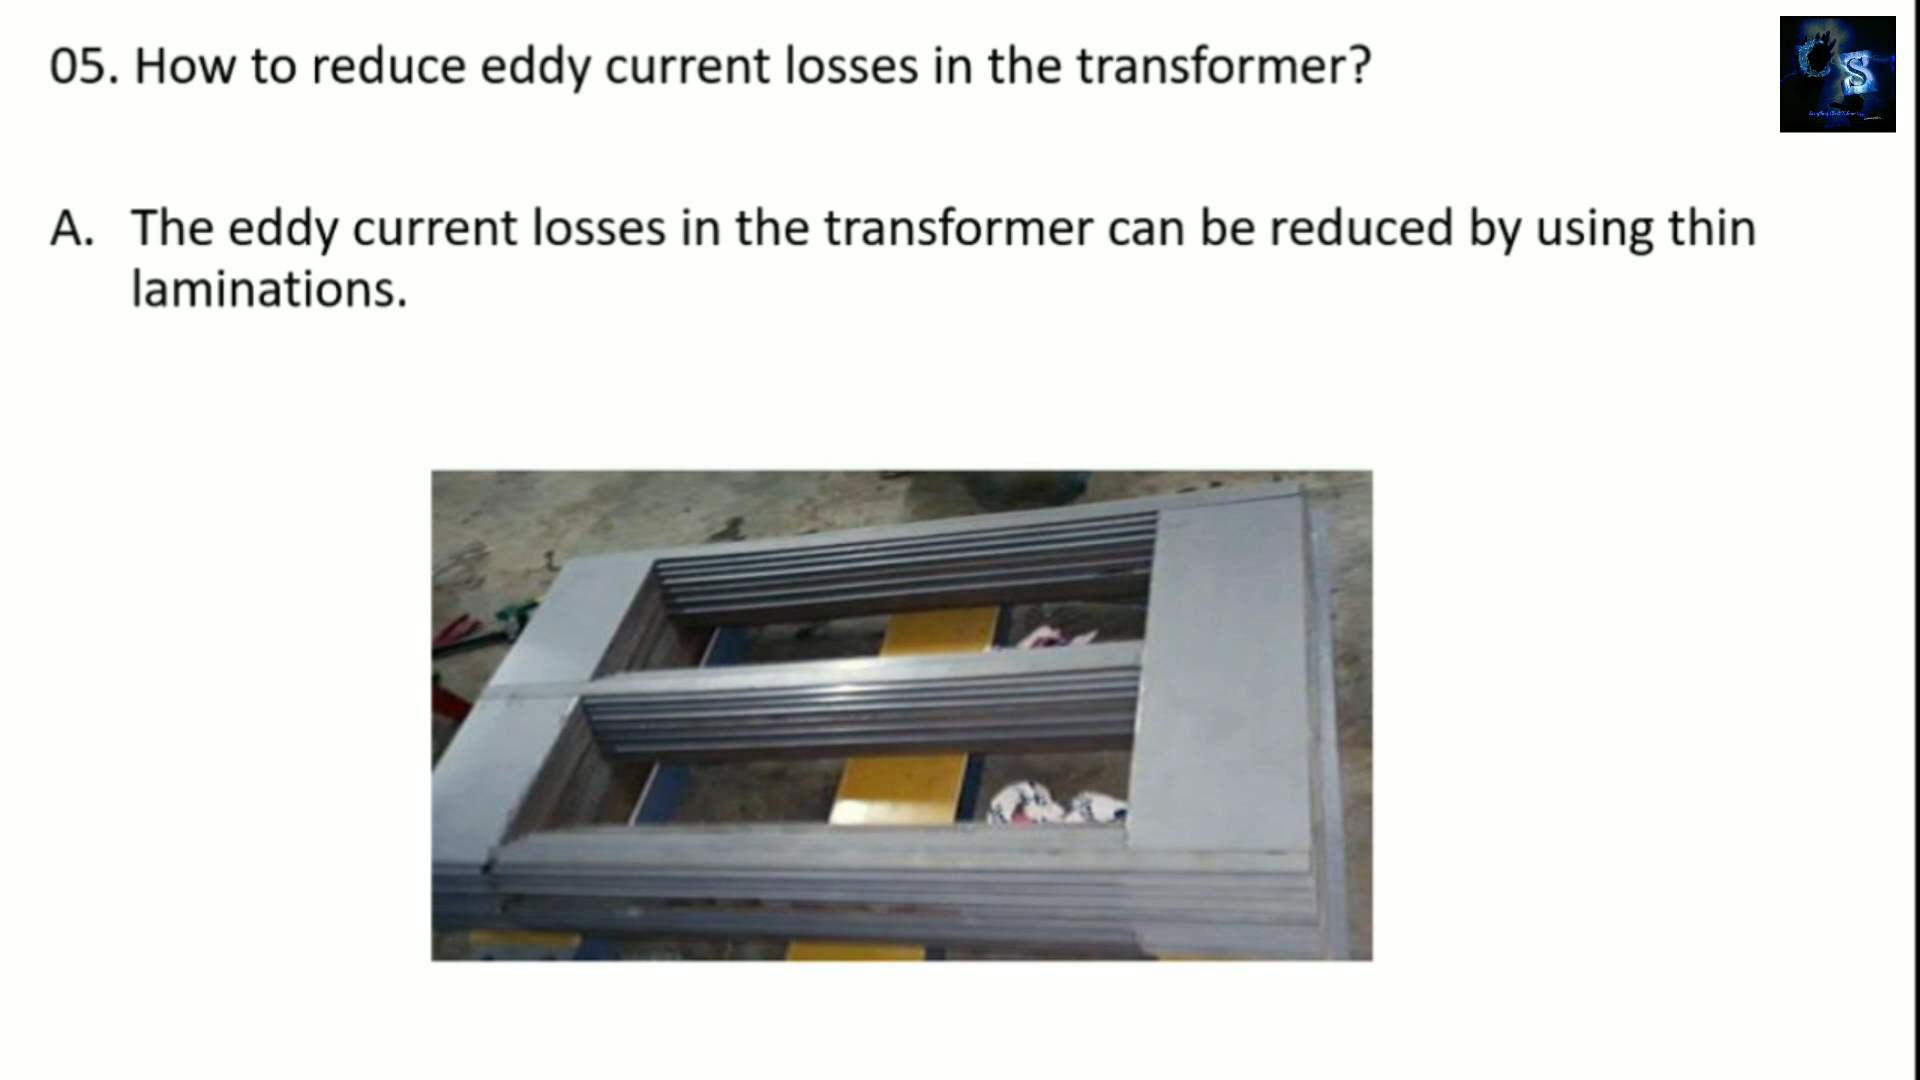 05. How to reduce eddy current losses in the transformer?
A. The eddy current losses in the transformer can be reduced by using thin
laminations.